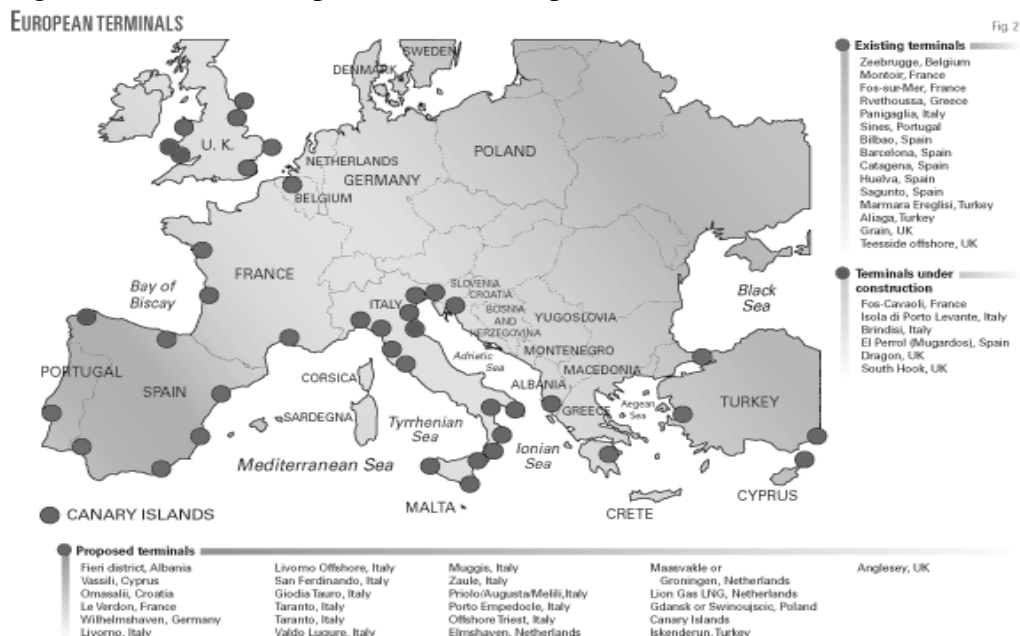 EUROPEAN TERMINALS
Fig. 2
SWEDEN
DENMARK
U. K.
NETHERLANDS
POLAND
GERMANY
BELGIUM
Bay of
Biscay
FRANCE
SLOVENIA
CROATIA
ITALY
BOSNIA
AND
HERZEGOVINA
YUGOSLOVIA
Black
Sea
Adriatic
Sea
MONTENEGRO
MACEDONIA
PORTUGAL
SPAIN
CORSICA
ALBANIA
GREECE
Aegean
Sea
TURKEY
SARDEGNA
Tyrrhenian
Sea
Ionian
Sea
Mediterranean Sea
MALTA
CRETE
CYPRUS
CANARY ISLANDS
Existing terminals
Zeebrugge, Belgium
Montoir, France
Fos-sur-Mer, France
Rvethoussa, Greece
Panigaglia, Italy
Sines, Portugal
Bilbao, Spain
Barcelona, Spain
Catagena, Spain
Huelva, Spain
Sagunto, Spain
Marmara Ereglisi, Turkey
Aliaga, Turkey
Grain, UK
Teesside offshore, UK
Terminals under
construction
Fos-Cavaoli, France
Isola di Porto Levante, Italy
Brindisi, Italy
El Perrol (Mugardos), Spain
Dragon, UK
South Hook, UK
Proposed terminals
Fieri district, Albania
Vassili, Cyprus
Omasalii, Croatia
Le Verdon, France
Wilhelmshaven, Germany
Livorno, Italy
Livorno Offshore, Italy
San Ferdinando, Italy
Giodia Tauro, Italy
Taranto, Italy
Taranto, Italy
Valdo Lugure, Italy
Muggis, Italy
Zaule, Italy
Priolo/Augusta/Melili,Italy
Porto Empedocle, Italy
Offshore Triest, Italy
Elmshaven, Netherlands
Maasvakle or
Groningen, Netherlands
Lion Gas LNG, Netherlands
Gdansk or Swinoujscic, Poland
Canary Islands
Iskenderun, Turkey
Anglesey, UK